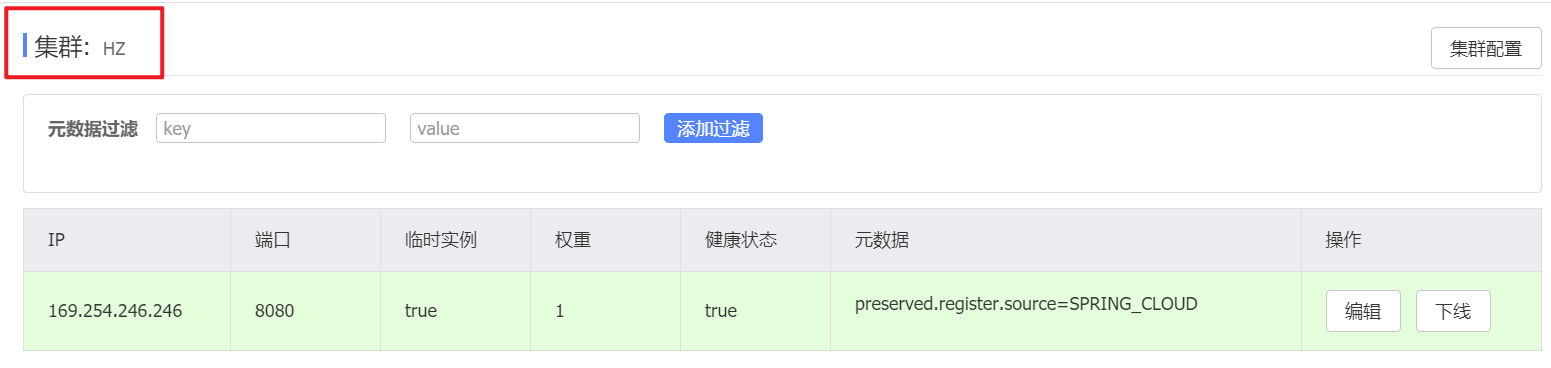 集群: HZ
集群配置
元数据过滤 key value 添加过滤
IP 端口 临时实例 权重 健康状态 元数据 操作
169.254.246.246 8080 true 1 true preserved.register.source=SPRING_CLOUD 编辑 下线